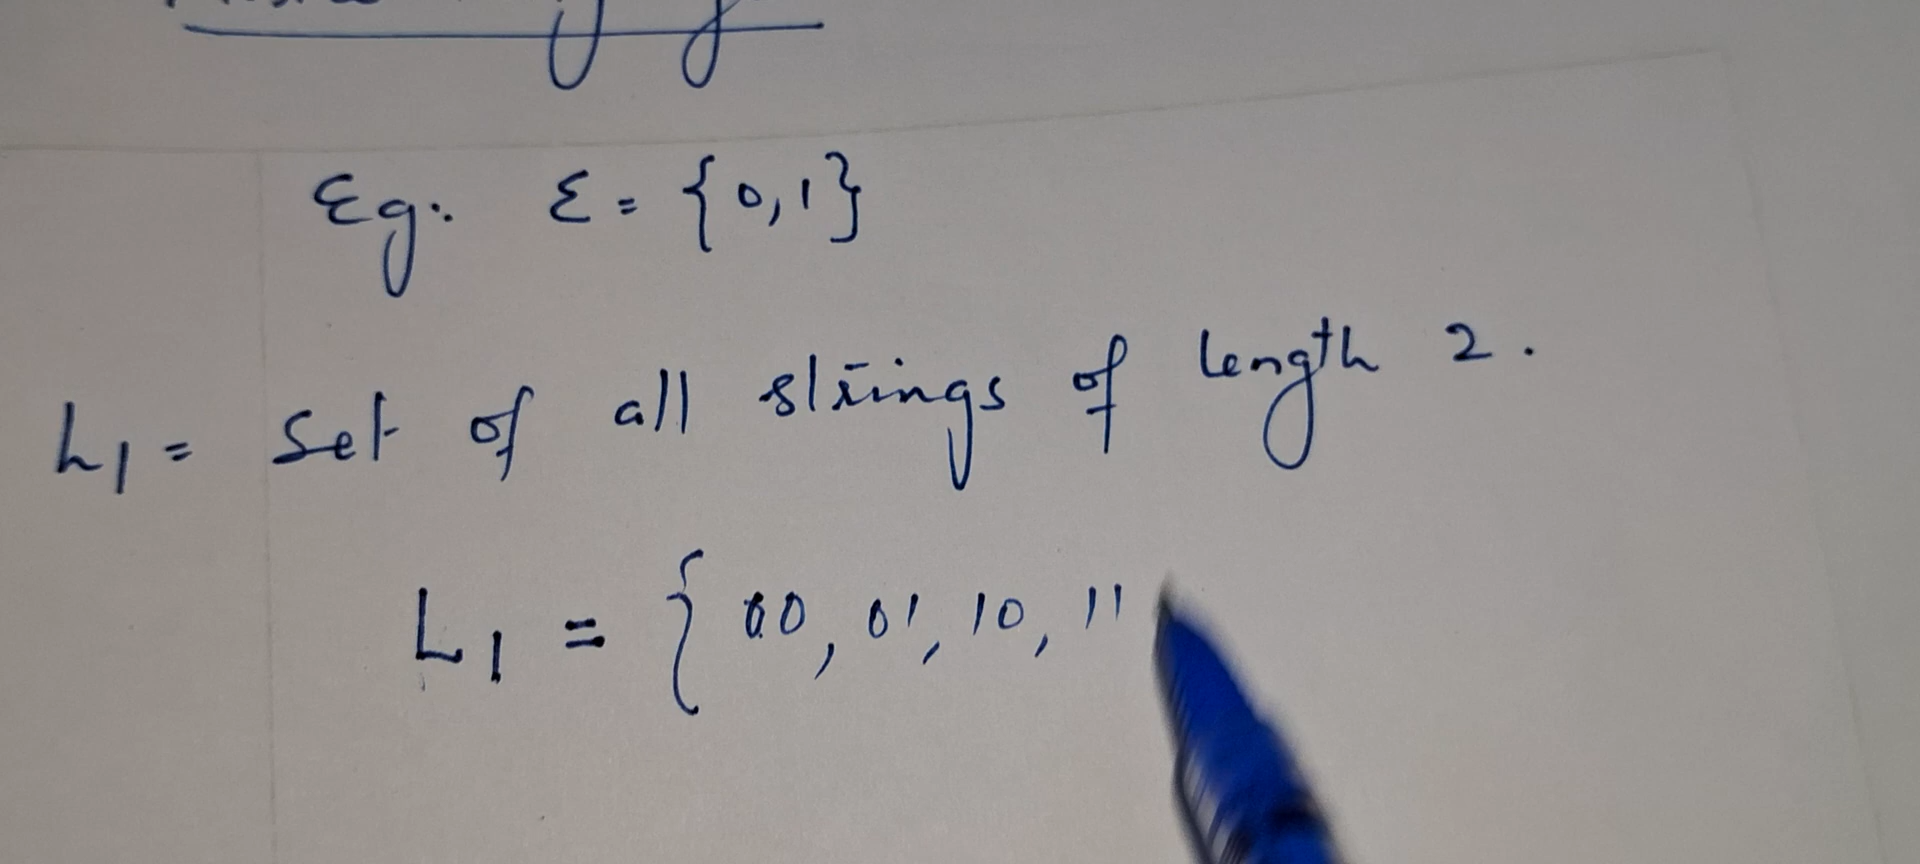 Eg:. Σ = {0,1}
L1 = Set of all strings of length 2.
L1 = { 00, 01, 10, 11